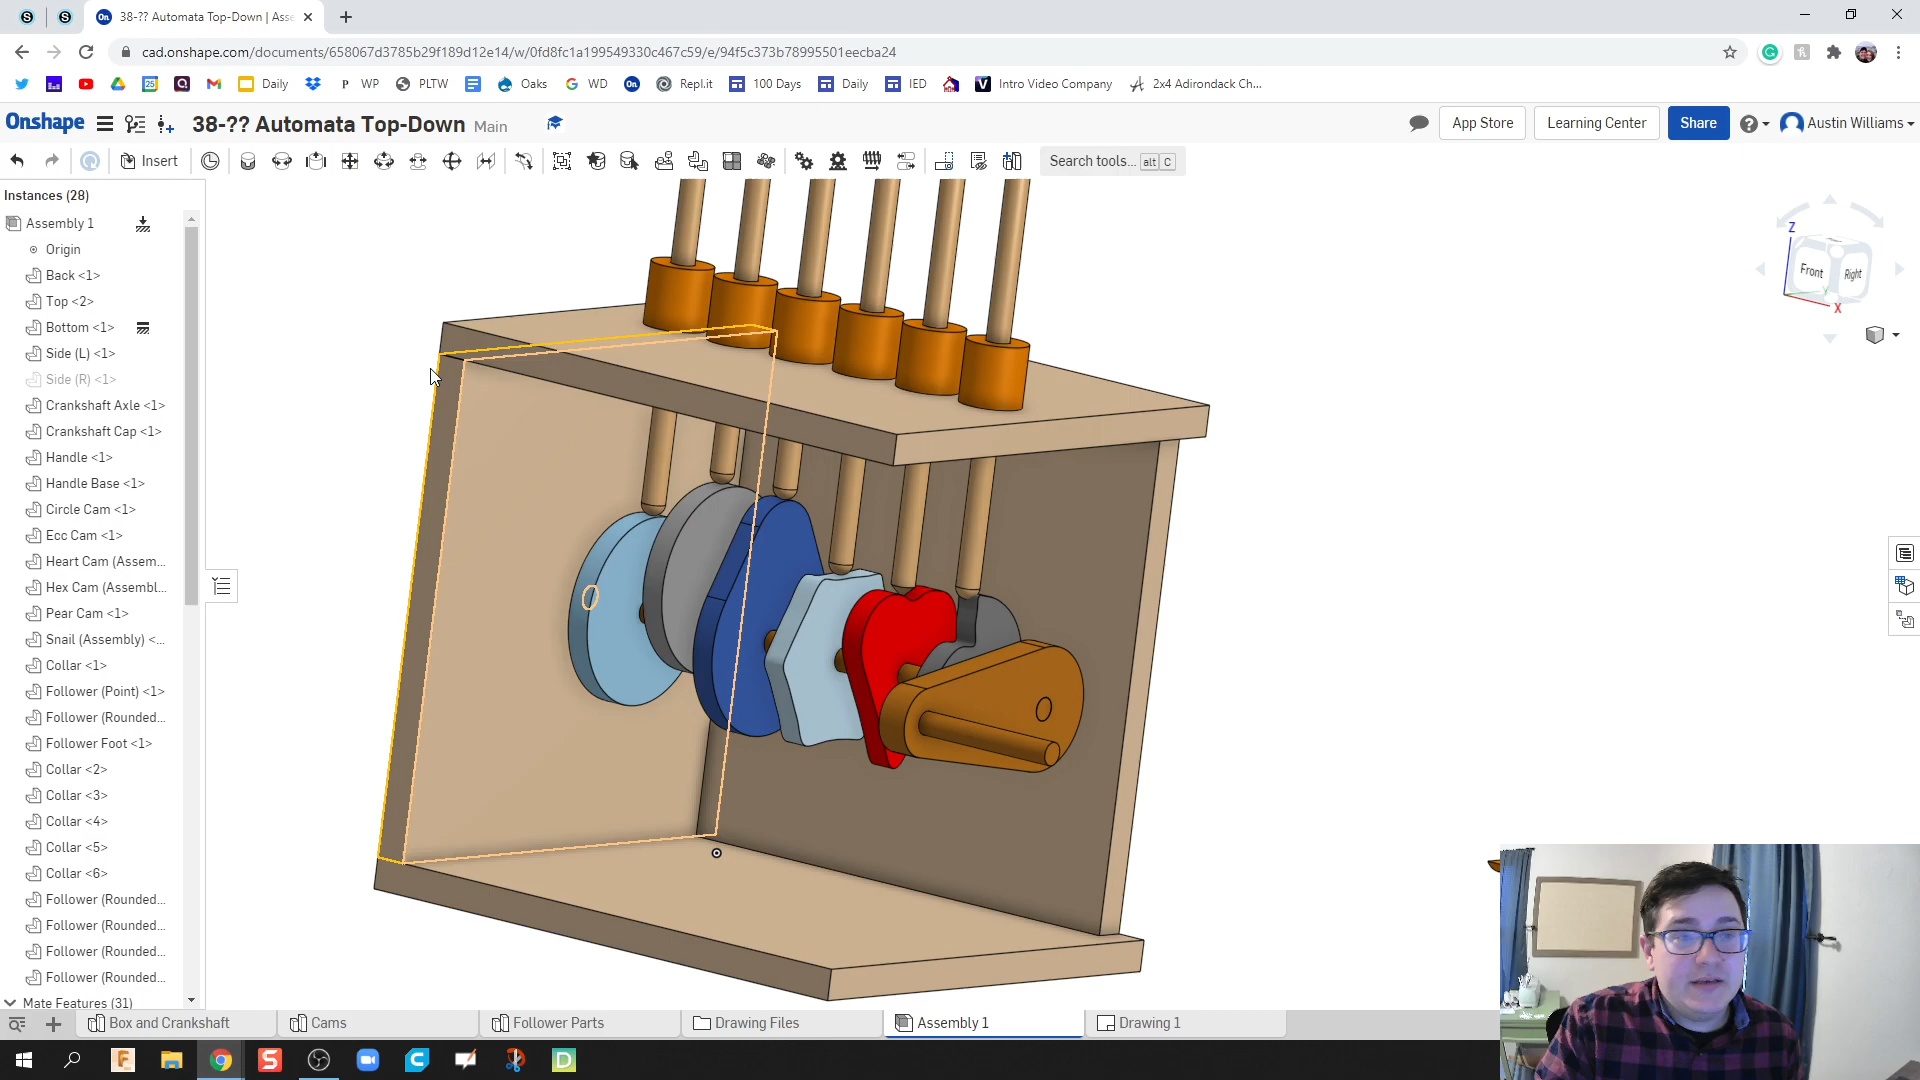 38-?? Automata Top-Down | Asse
cad.onshape.com/documents/658067d3785b29f189d12e14/w/0fd8fc1a199549330c467c59/e/94f5c373b78995501eecba24
Daily
WP
PLTW
Oaks
WD
Repl.it
100 Days
Daily
IED
Intro Video Company
2x4 Adirondack Ch...
Onshape
38-?? Automata Top-Down Main
App Store
Learning Center
Share
Austin Williams
Insert
Search tools... alt C
Instances (28)
Assembly 1
Origin
Back <1>
Top <2>
Bottom <1>
Side (L) <1>
Side (R) <1>
Crankshaft Axle <1>
Crankshaft Cap <1>
Handle <1>
Handle Base <1>
Circle Cam <1>
Ecc Cam <1>
Heart Cam (Assem...
Hex Cam (Assembl...
Pear Cam <1>
Snail (Assembly) <...
Collar <1>
Follower (Point) <1>
Follower (Rounded...
Follower Foot <1>
Collar <2>
Collar <3>
Collar <4>
Collar <5>
Collar <6>
Follower (Rounded...
Follower (Rounded...
Follower (Rounded...
Follower (Rounded...
Mate Features (31)
Z
Front
Right
Y
X
Box and Crankshaft
Cams
Follower Parts
Drawing Files
Assembly 1
Drawing 1